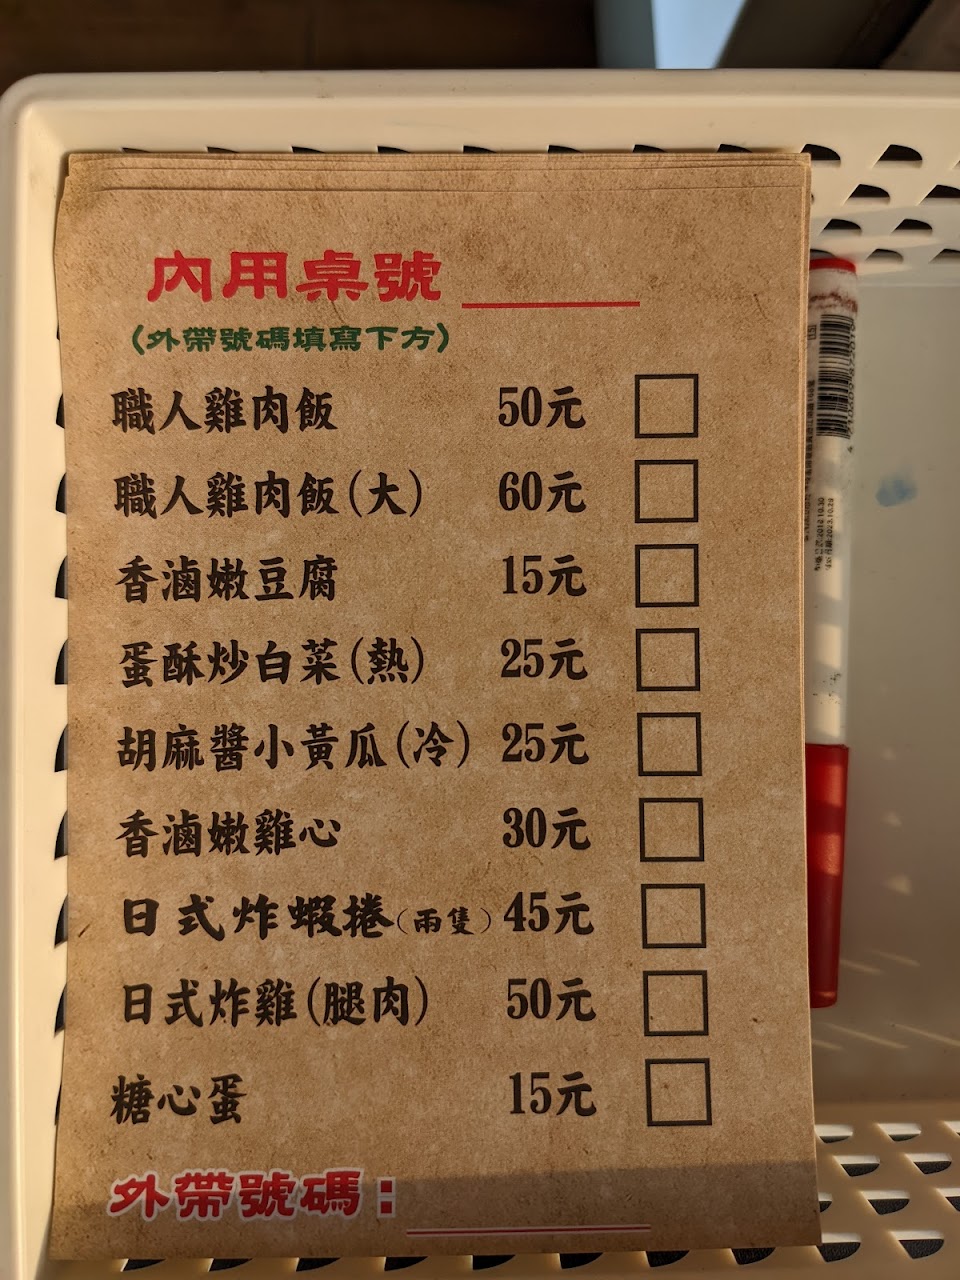 內用桌號
(外帶號碼填寫下方)
職人雞肉飯 50元
職人雞肉飯(大) 60元
香滷嫩豆腐 15元
蛋酥炒白菜(熱) 25元
胡麻醬小黃瓜(冷) 25元
香滷嫩雞心 30元
日式炸蝦捲(兩隻) 45元
日式炸雞(腿肉) 50元
糖心蛋 15元
外帶號碼：